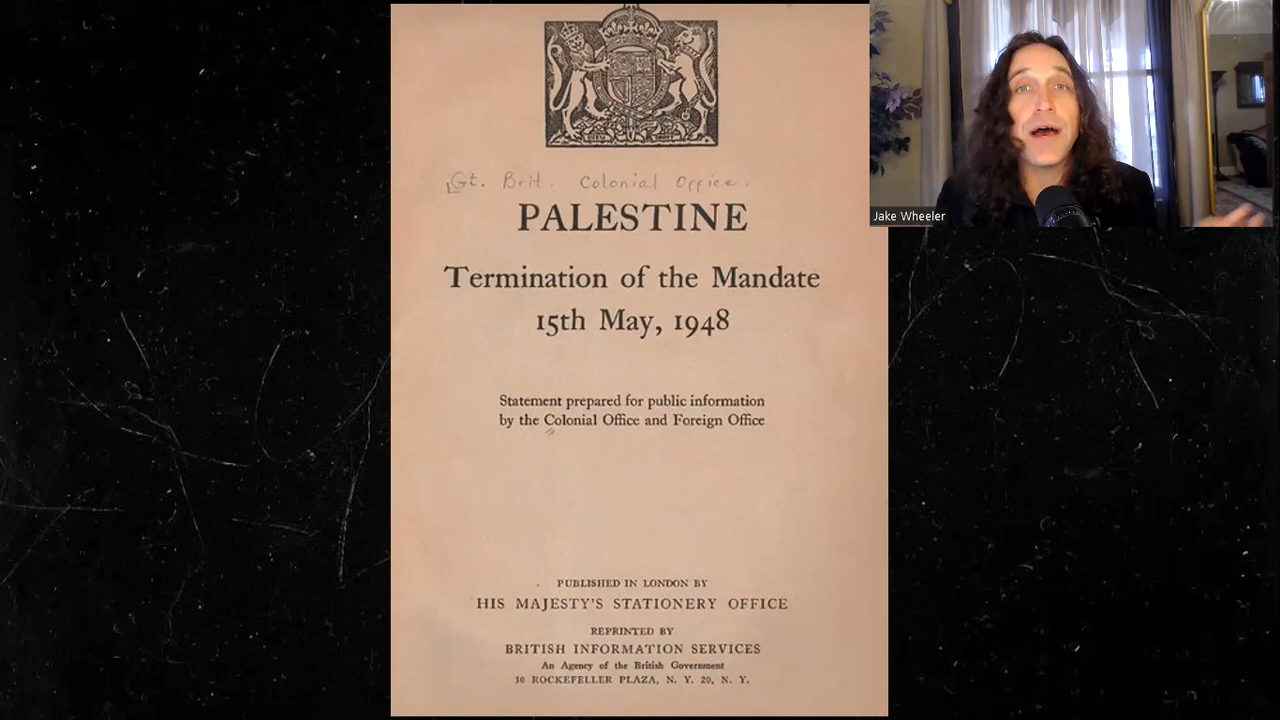 [Gt. Brit. Colonial Office.
PALESTINE
Termination of the Mandate
15th May, 1948
Statement prepared for public information
by the Colonial Office and Foreign Office
PUBLISHED IN LONDON BY
HIS MAJESTY'S STATIONERY OFFICE
REPRINTED BY
BRITISH INFORMATION SERVICES
An Agency of the British Government
30 ROCKEFELLER PLAZA, N. Y. 20, N. Y.
Jake Wheeler